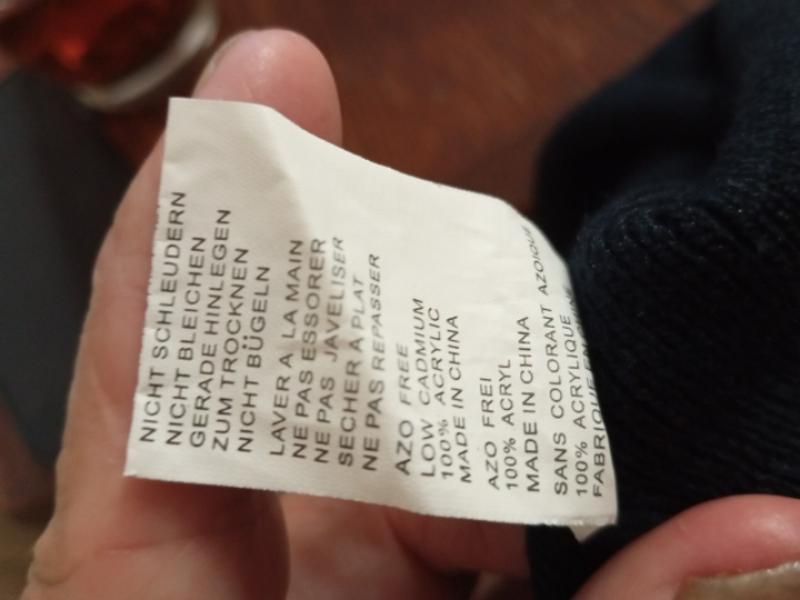 NICHT SCHLEUDERN
NICHT BLEICHEN
GERADE HINLEGEN
ZUM TROCKNEN
NICHT BÜGELN
LAVER A LA MAIN
NE PAS ESSORER
NE PAS JAVELISER
SECHER A PLAT
NE PAS REPASSER
AZO FREE
LOW CADMIUM
100% ACRYLIC
MADE IN CHINA
AZO FREI
100% ACRYL
MADE IN CHINA
SANS COLORANT AZOIQUE
100% ACRYLIQUE
FABRIQUE EN